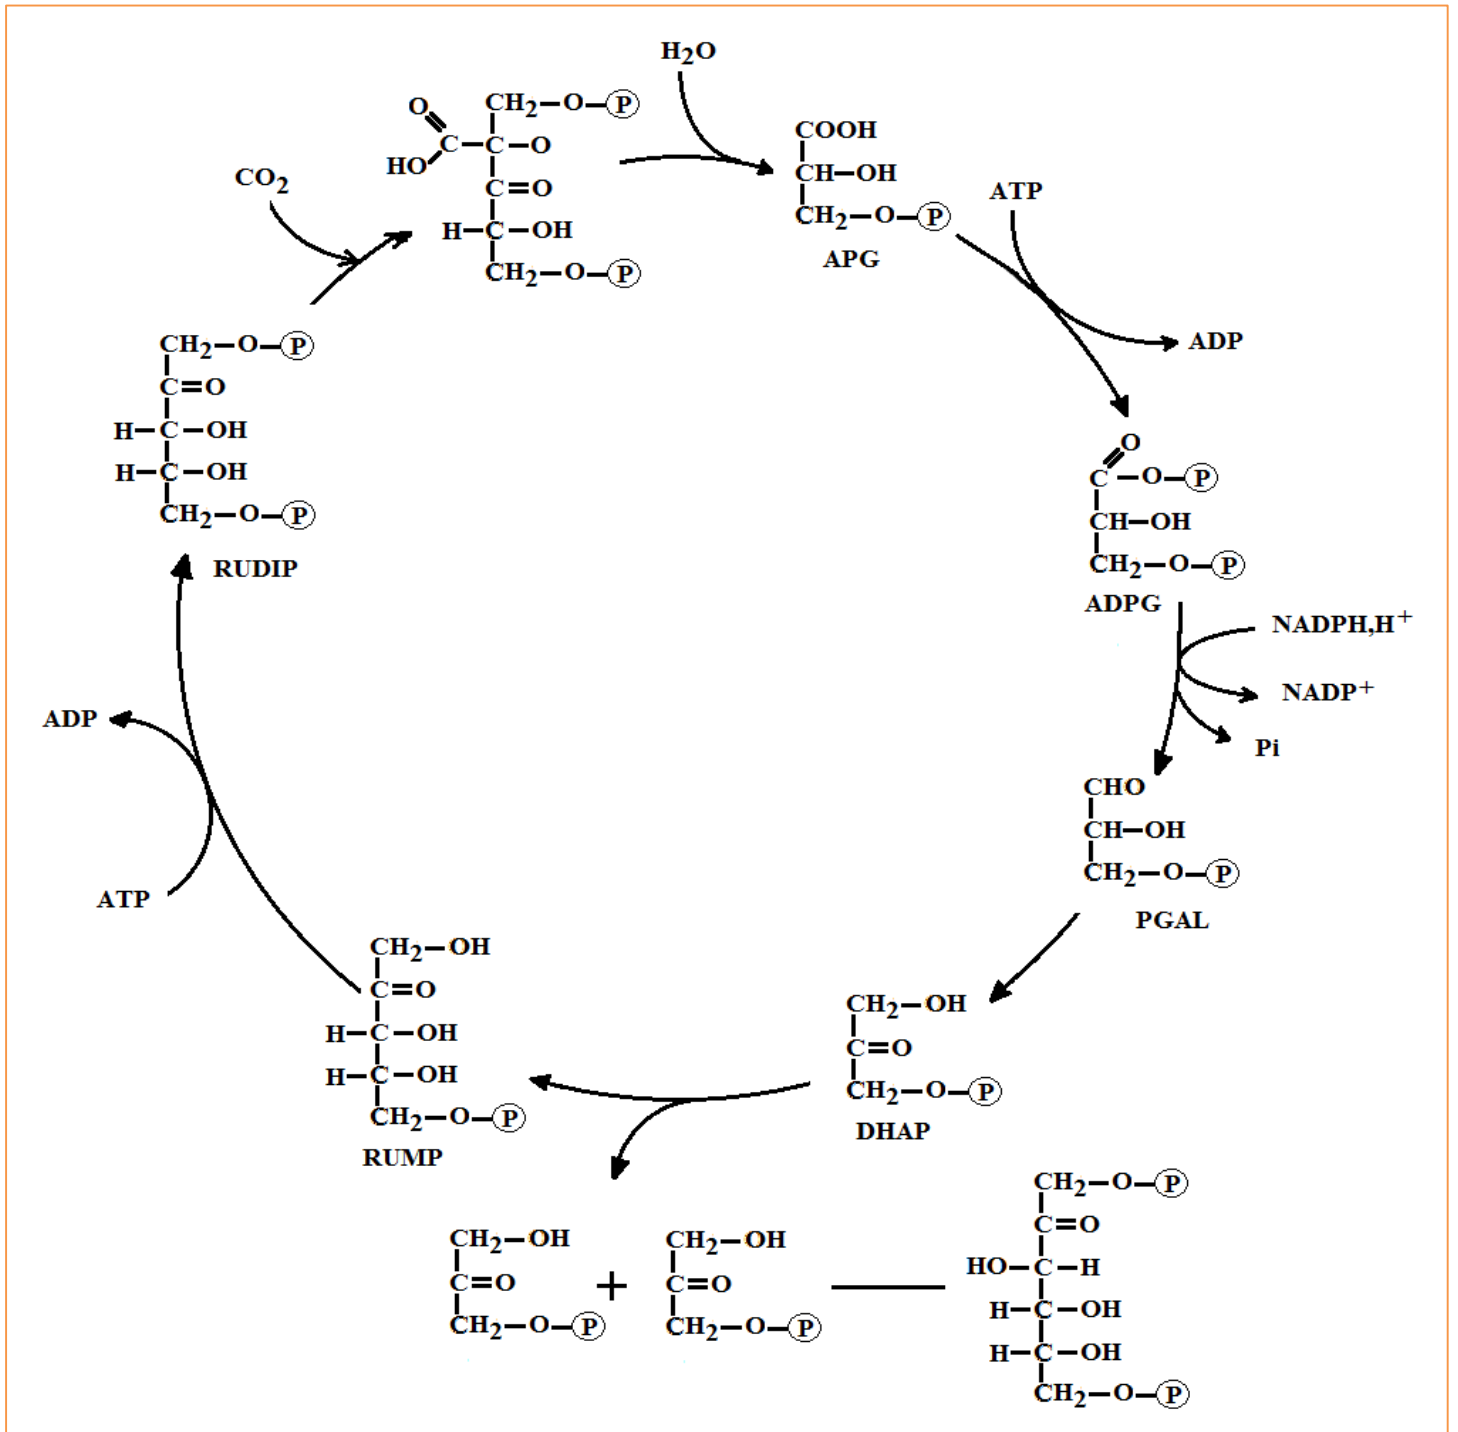 H2O
CH2—O—P
O
C—C—O
HO
C=O
H—C—OH
CH2—O—P
COOH
CH—OH
CH2—O—P
APG
CO2
ATP
ADP
CH2—O—P
C=O
H—C—OH
H—C—OH
CH2—O—P
RUDIP
O
C—O—P
CH—OH
CH2—O—P
ADPG
NADPH,H+
NADP+
Pi
CHO
CH—OH
CH2—O—P
PGAL
ADP
ATP
CH2—OH
C=O
H—C—OH
H—C—OH
CH2—O—P
RUMP
CH2—OH
C=O
CH2—O—P
DHAP
CH2—OH
C=O
CH2—O—P
+
CH2—OH
C=O
CH2—O—P
CH2—O—P
C=O
HO—C—H
H—C—OH
H—C—OH
CH2—O—P